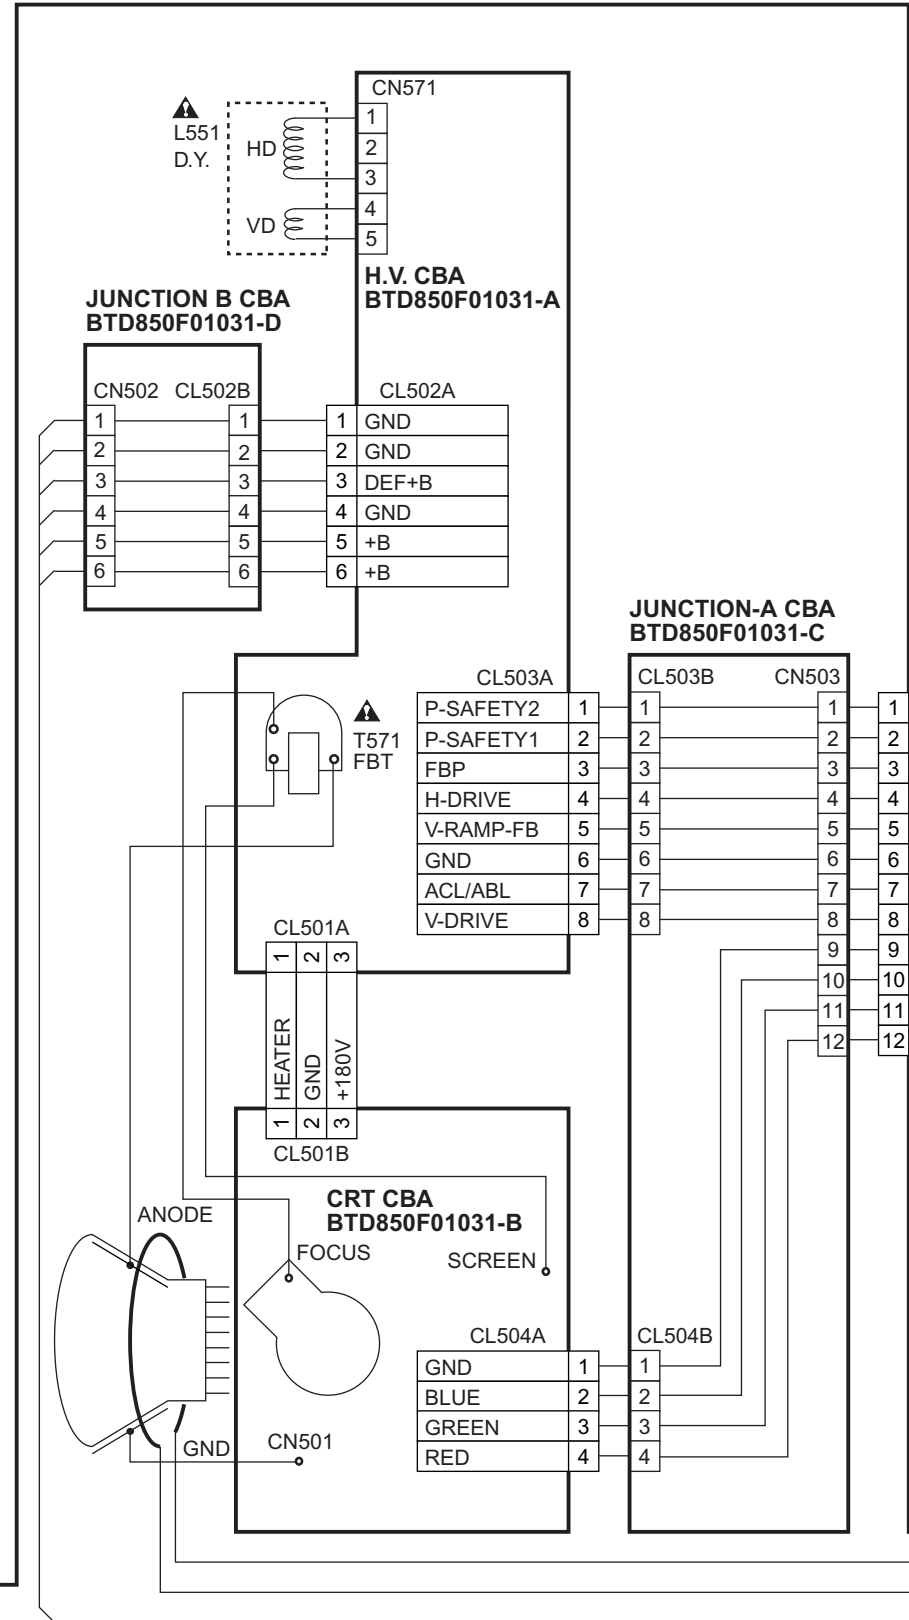 CN571
L551
D.Y.
HD
VD
1
2
3
4
5
H.V. CBA
BTD850F01031-A
JUNCTION B CBA
BTD850F01031-D
CN502 CL502B CL502A
1 1 1 GND
2 2 2 GND
3 3 3 DEF+B
4 4 4 GND
5 5 5 +B
6 6 6 +B
JUNCTION-A CBA
BTD850F01031-C
CL503A CL503B CN503
T571
FBT
P-SAFETY2 1 1 1 1
P-SAFETY1 2 2 2 2
FBP 3 3 3 3
H-DRIVE 4 4 4 4
V-RAMP-FB 5 5 5 5
GND 6 6 6 6
ACL/ABL 7 7 7 7
V-DRIVE 8 8 8 8
9 9
10 10
11 11
12 12
CL501A
1 HEATER 1
2 GND 2
3 +180V 3
CL501B
CRT CBA
BTD850F01031-B
ANODE
FOCUS
SCREEN
CL504A CL504B
GND 1 1
BLUE 2 2
GREEN 3 3
RED 4 4
GND
CN501